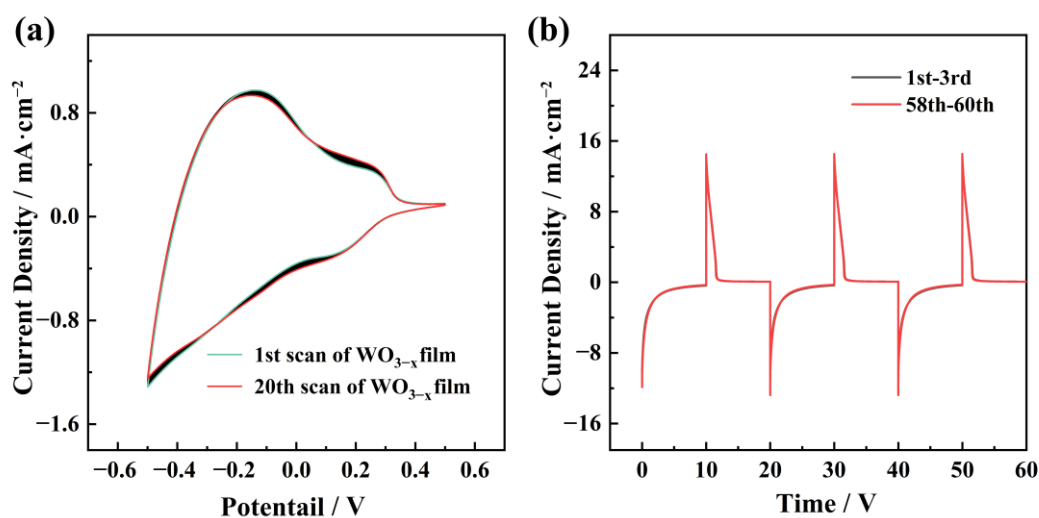 (a)
Current Density / mA·cm⁻²
0.8
0.0
−0.8
−1.6
1st scan of WO₃₋ₓ film
20th scan of WO₃₋ₓ film
−0.6 −0.4 −0.2 0.0 0.2 0.4 0.6
Potentail / V
(b)
Current Density / mA·cm⁻²
24
16
8
0
−8
−16
1st-3rd
58th-60th
0 10 20 30 40 50 60
Time / V